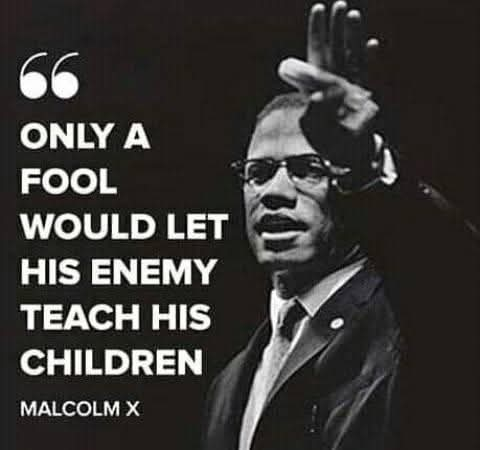 “
ONLY A
FOOL
WOULD LET
HIS ENEMY
TEACH HIS
CHILDREN
MALCOLM X